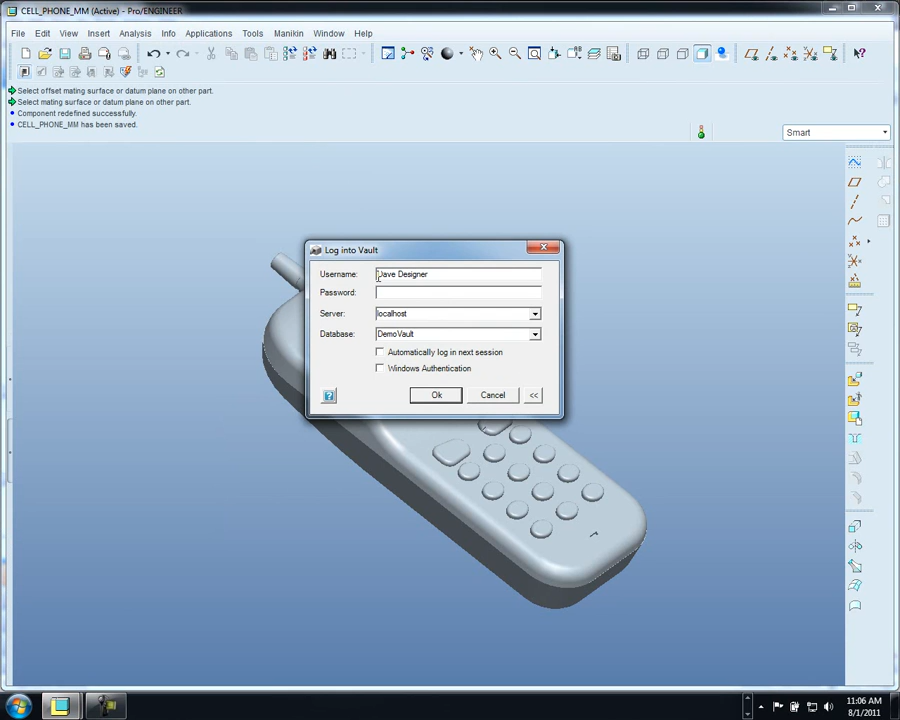 CELL_PHONE_MM (Active) - Pro/ENGINEER
File Edit View Insert Analysis Info Applications Tools Manikin Window Help
Select offset mating surface or datum plane on other part.
Select mating surface or datum plane on other part.
Component redefined successfully.
CELL_PHONE_MM has been saved.
Smart
Log into Vault
Username: Dave Designer
Password:
Server: localhost
Database: DemoVault
Automatically log in next session
Windows Authentication
Ok Cancel <<
11:06 AM
8/1/2011